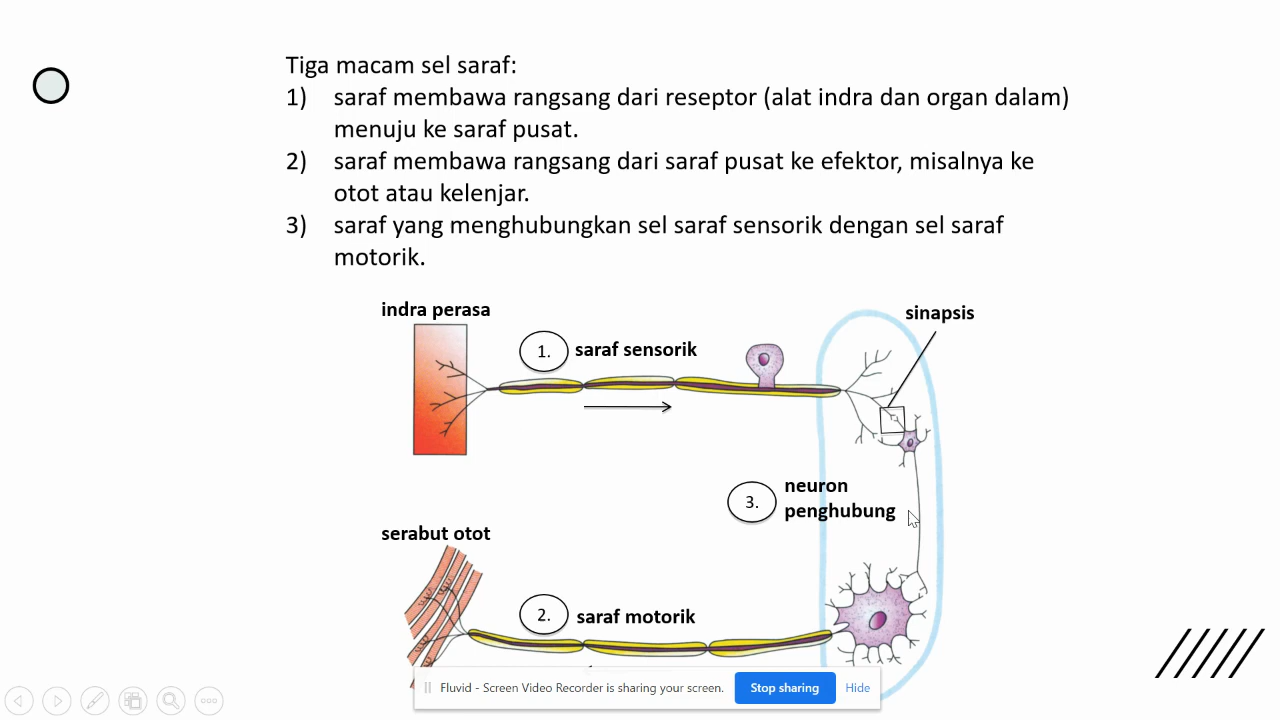 Tiga macam sel saraf:
1) saraf membawa rangsang dari reseptor (alat indra dan organ dalam)
menuju ke saraf pusat.
2) saraf membawa rangsang dari saraf pusat ke efektor, misalnya ke
otot atau kelenjar.
3) saraf yang menghubungkan sel saraf sensorik dengan sel saraf
motorik.
indra perasa
sinapsis
1. saraf sensorik
3. neuron
penghubung
serabut otot
2. saraf motorik
Fluvid - Screen Video Recorder is sharing your screen. Stop sharing Hide